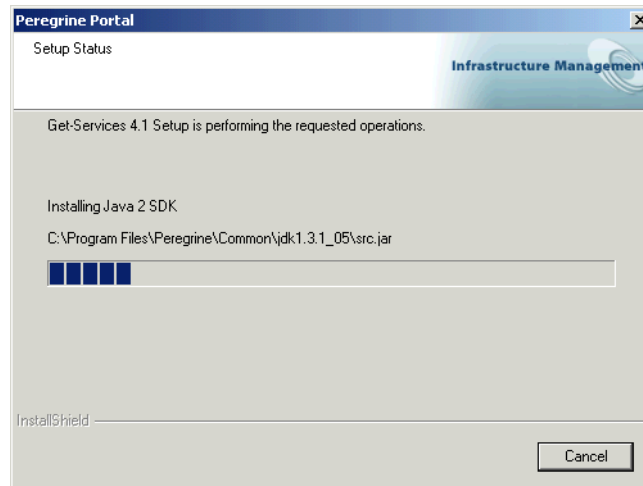 Peregrine Portal
Setup Status
Infrastructure Management
Get-Services 4.1 Setup is performing the requested operations.
Installing Java 2 SDK
C:\Program Files\Peregrine\Common\jdk1.3.1_05\src.jar
InstallShield
Cancel